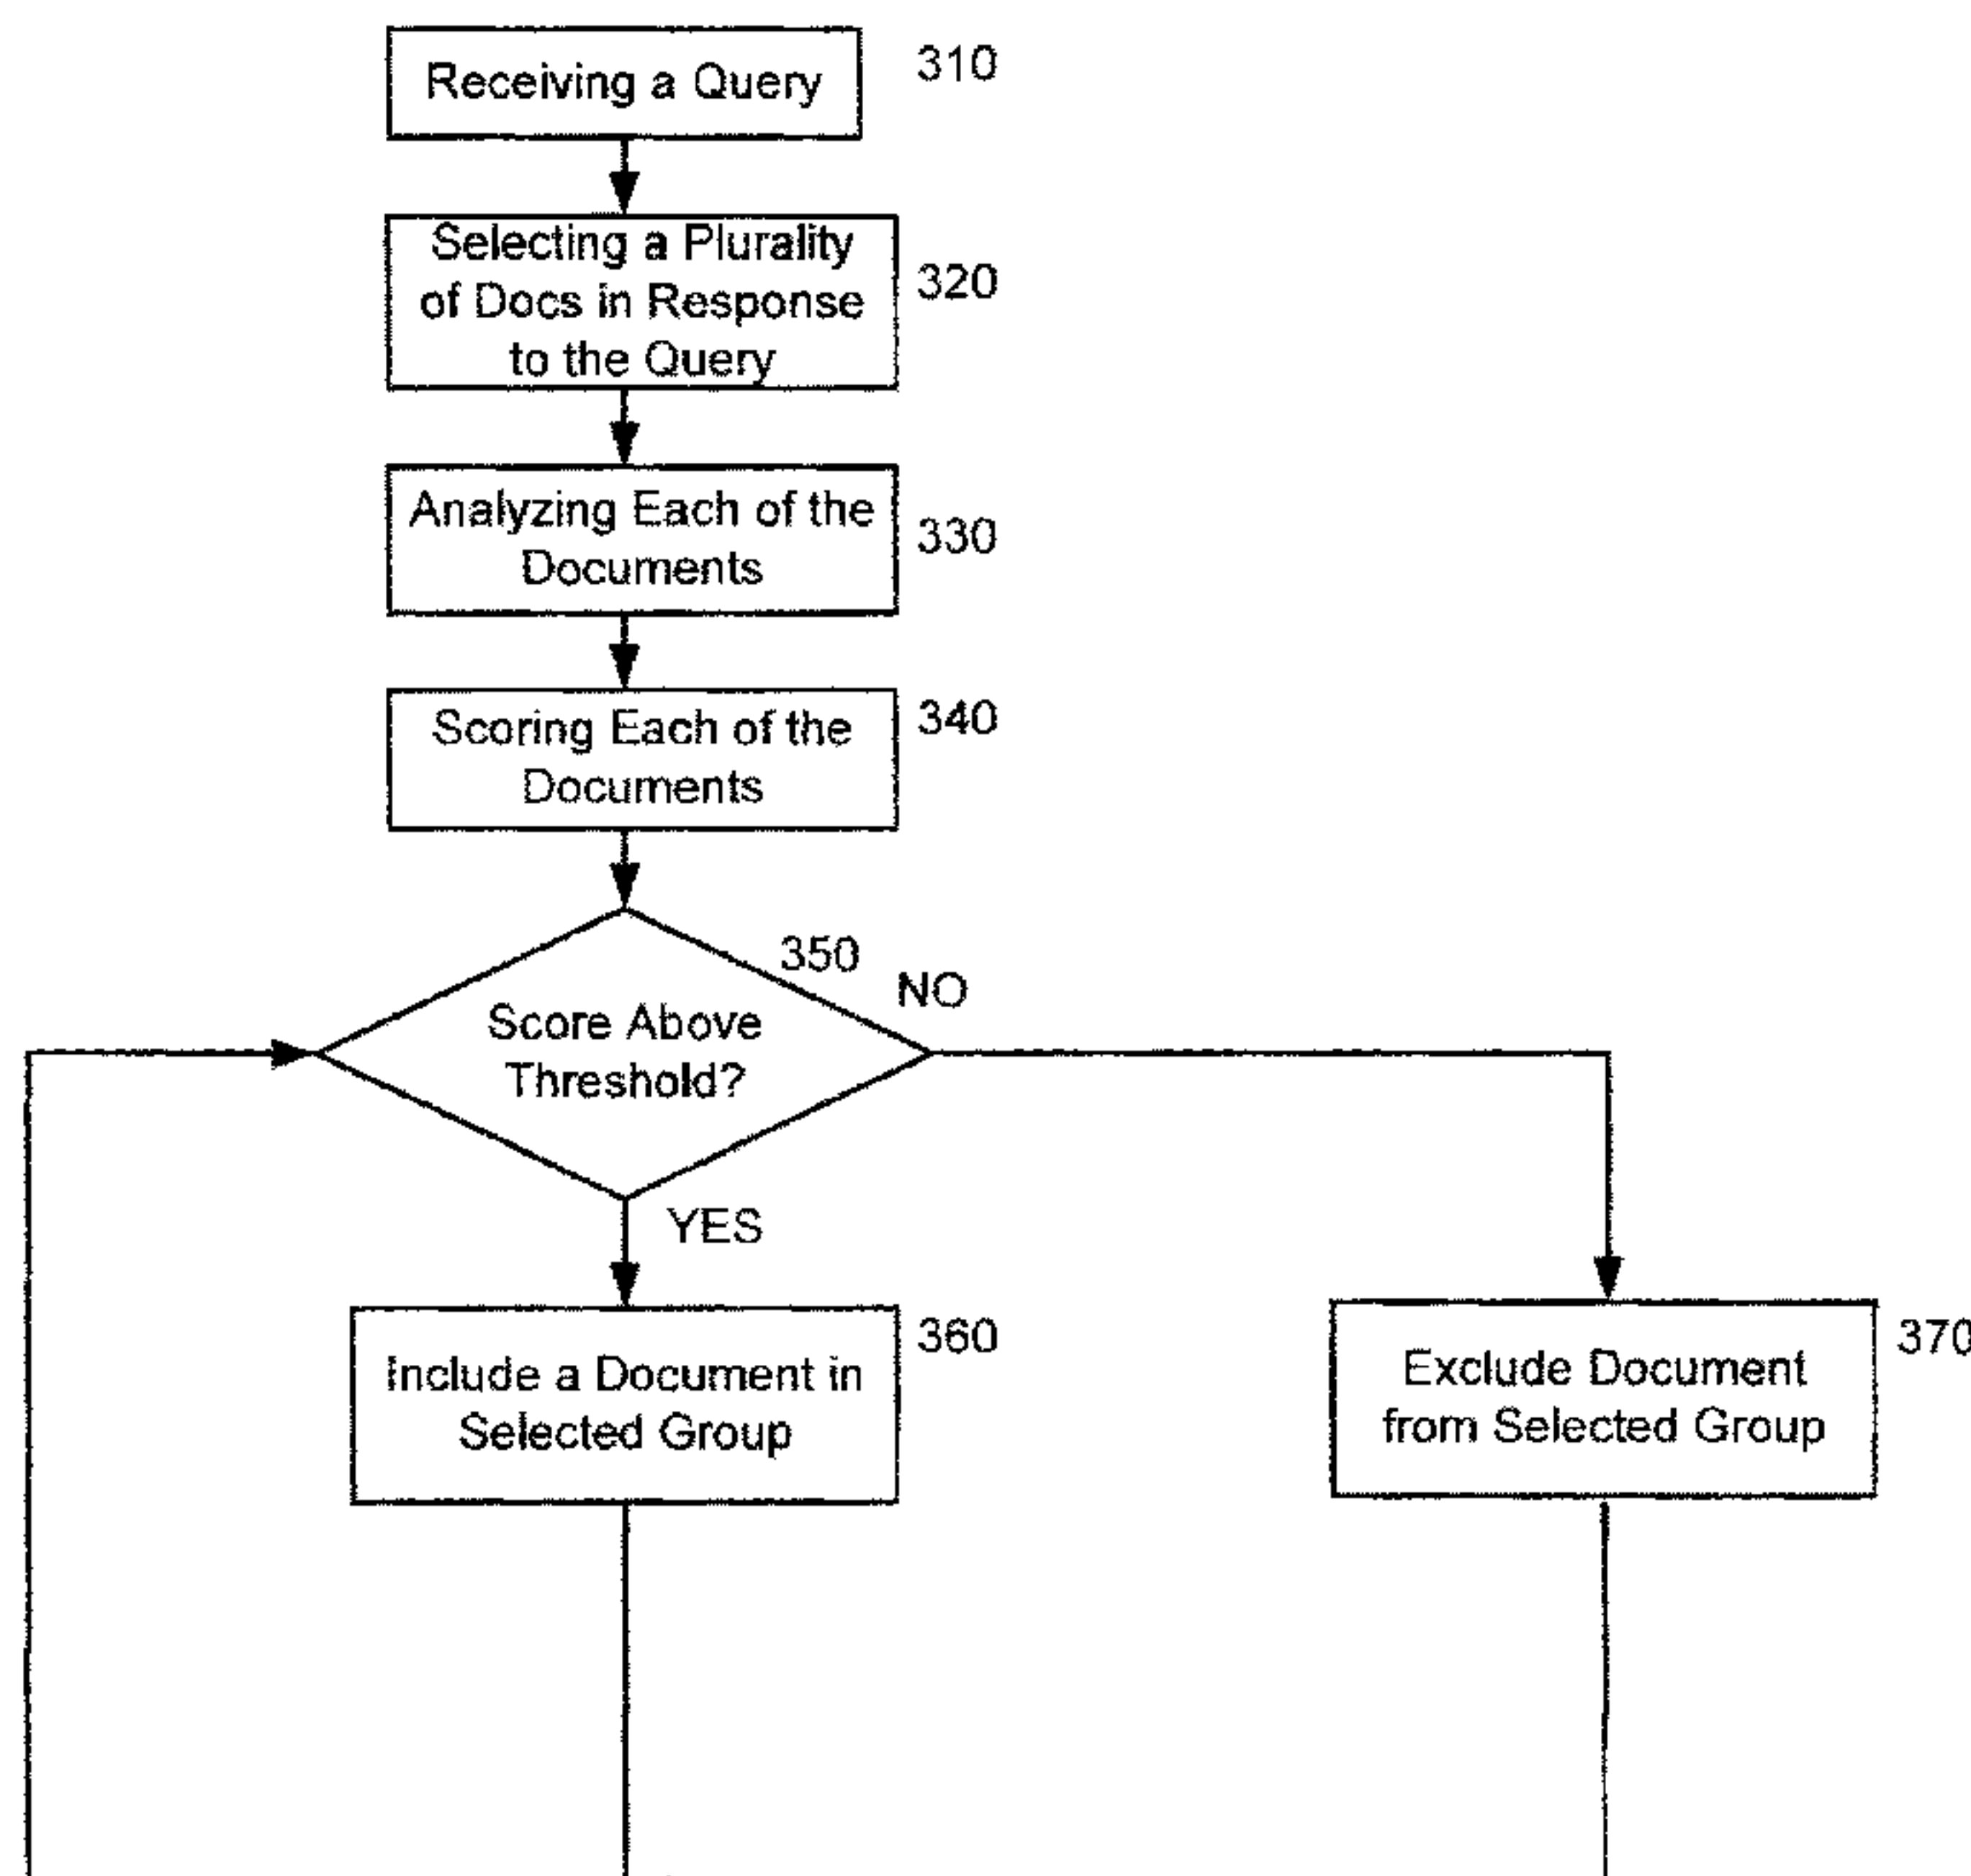 Receiving a Query
310
Selecting a Plurality
of Docs in Response
to the Query
320
Analyzing Each of the
Documents
330
Scoring Each of the
Documents
340
350
NO
Score Above
Threshold?
YES
Include a Document in
Selected Group
360
Exclude Document
from Selected Group
370